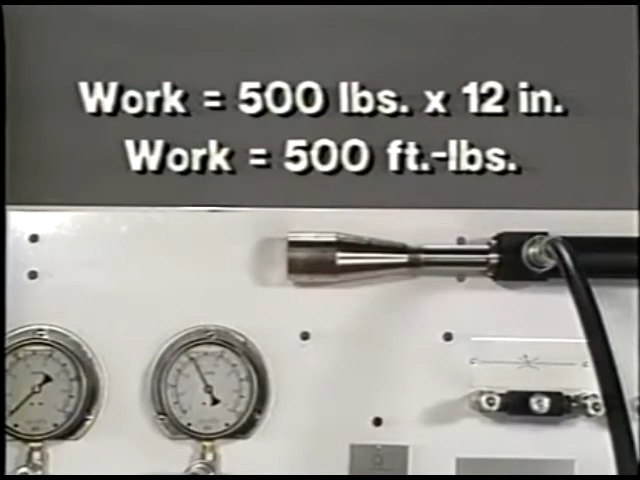 Work = 500 lbs. x 12 in.
Work = 500 ft.-lbs.